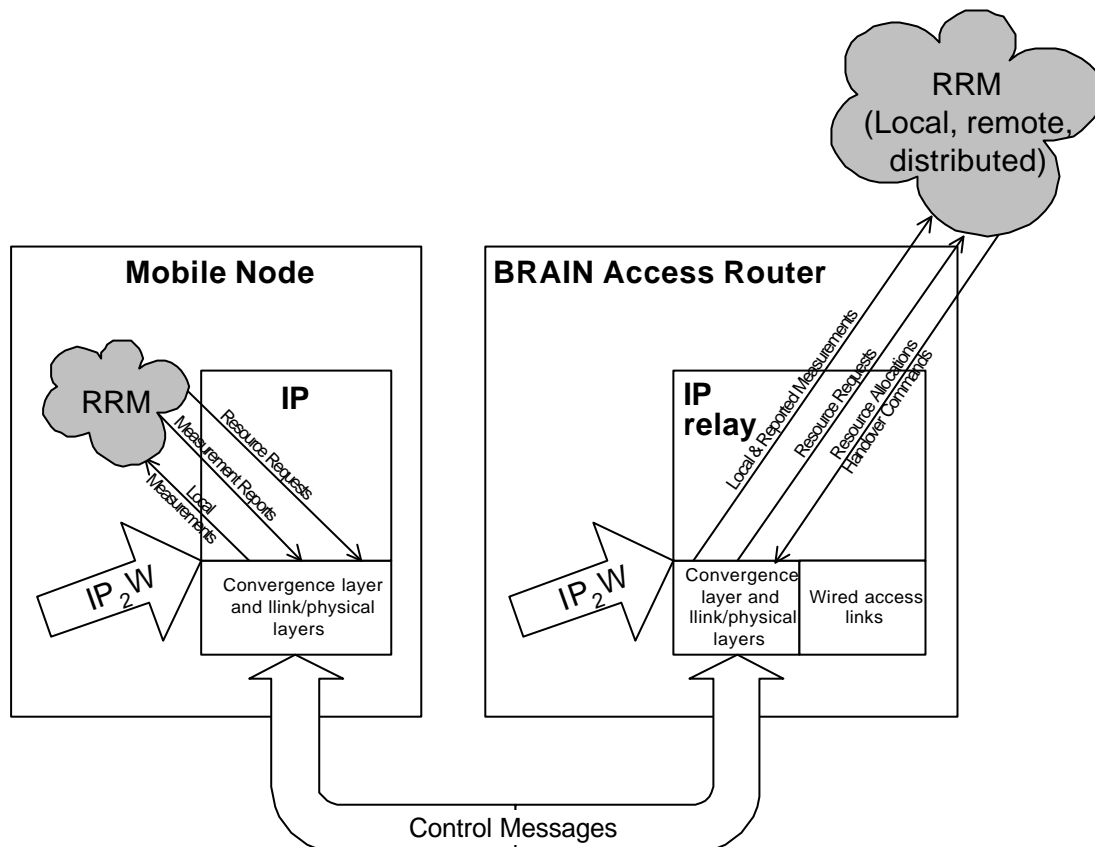 RRM
(Local, remote,
distributed)
Mobile Node
RRM
IP
Resource Requests
Measurement Reports
Local
Measurements
IP2W
Convergence layer
and llink/physical
layers
BRAIN Access Router
IP
relay
Local & Reported Measurements
Resource Requests
Resource Allocations
Handover Commands
IP2W
Convergence
layer and
llink/physical
layers
Wired access
links
Control Messages